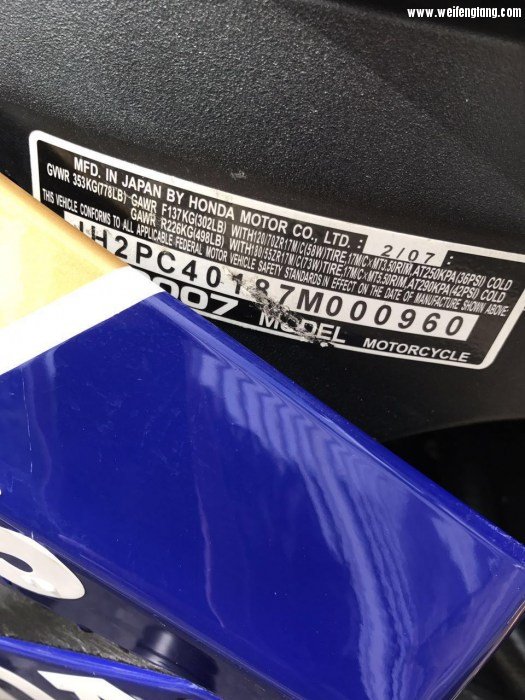 www.weifengtang.com
MFD. IN JAPAN BY HONDA MOTOR CO., LTD. : 2/07 :
GVWR 353KG(778LB) GAWR F137KG(302LB) WITH120/70ZR17M/C(58W)TIRE,17M/C×MT3.50RIM,AT250KPA(36PSI) COLD
GAWR R226KG(498LB) WITH180/55ZR17M/C(73W)TIRE,17M/C×MT5.50RIM,AT290KPA(42PSI) COLD
THIS VEHICLE CONFORMS TO ALL APPLICABLE FEDERAL MOTOR VEHICLE SAFETY STANDARDS IN EFFECT ON THE DATE OF MANUFACTURE SHOWN ABOVE
JH2PC40187M000960
2007 MODEL MOTORCYCLE